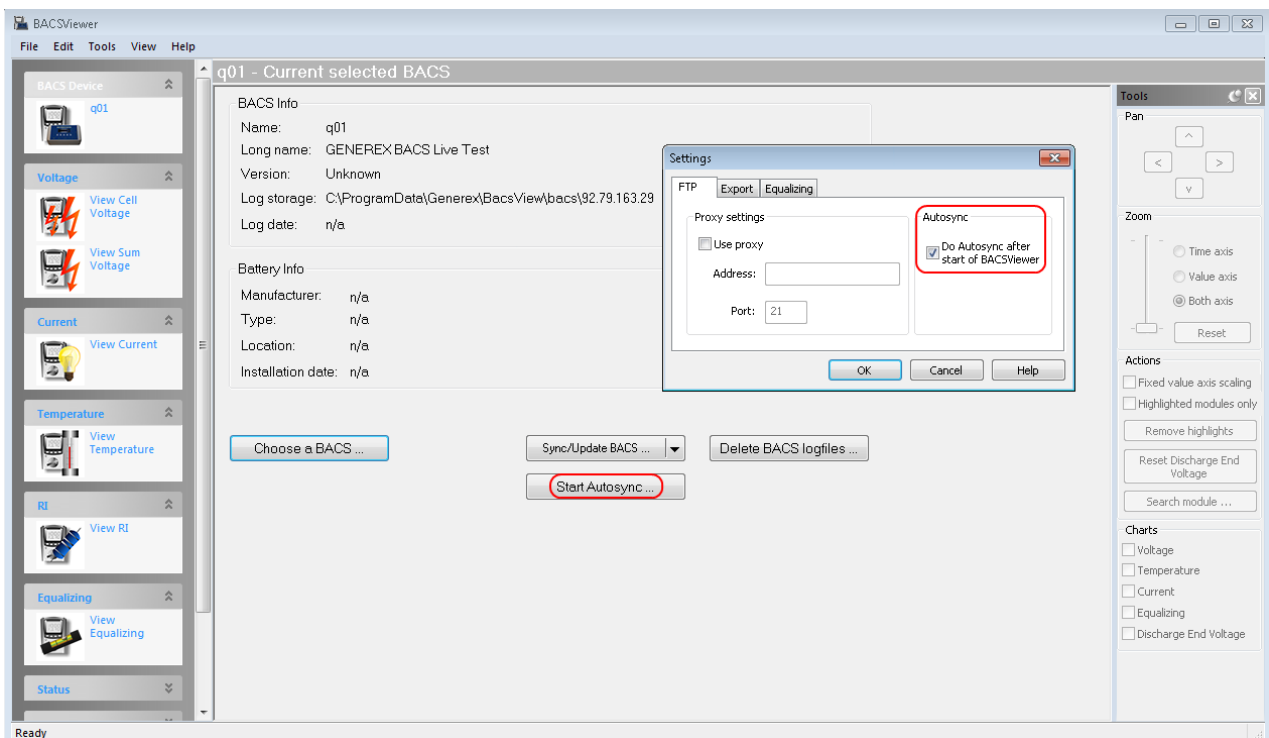 BACSViewer
File Edit Tools View Help
BACS Device
q01
Voltage
View Cell
Voltage
View Sum
Voltage
Current
View Current
Temperature
View
Temperature
RI
View RI
Equalizing
View
Equalizing
Status
q01 - Current selected BACS
BACS Info
Name: q01
Long name: GENEREX BACS Live Test
Version: Unknown
Log storage: C:\ProgramData\Generex\BacsView\bacs\92.79.163.29
Log date: n/a
Battery Info
Manufacturer: n/a
Type: n/a
Location: n/a
Installation date: n/a
Choose a BACS ...
Sync/Update BACS ...
Delete BACS logfiles ...
Start Autosync ...
Settings
FTP Export Equalizing
Proxy settings
Use proxy
Address:
Port: 21
Autosync
Do Autosync after
start of BACSViewer
OK Cancel Help
Tools
Pan
Zoom
Time axis
Value axis
Both axis
Reset
Actions
Fixed value axis scaling
Highlighted modules only
Remove highlights
Reset Discharge End
Voltage
Search module ...
Charts
Voltage
Temperature
Current
Equalizing
Discharge End Voltage
Ready